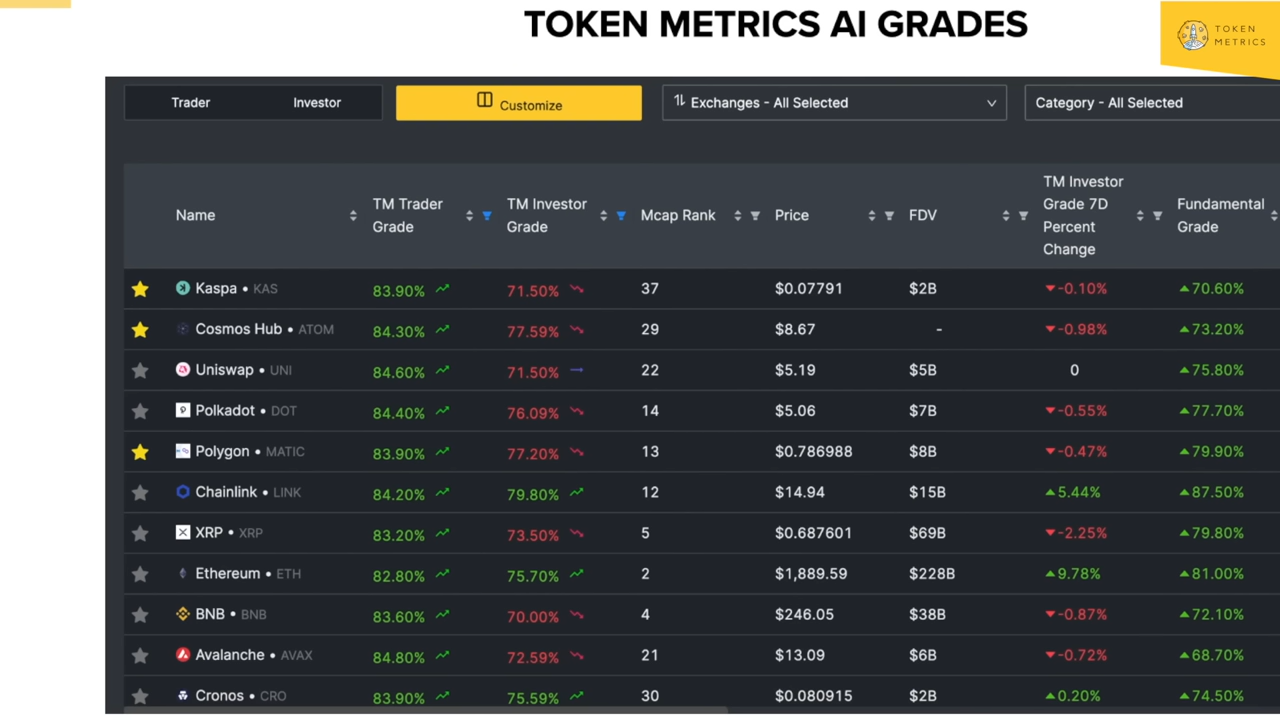 TOKEN METRICS AI GRADES
TOKEN
METRICS
Trader Investor Customize Exchanges - All Selected Category - All Selected
Name TM Trader Grade TM Investor Grade Mcap Rank Price FDV TM Investor Grade 7D Percent Change Fundamental Grade
Kaspa • KAS 83.90% 71.50% 37 $0.07791 $2B -0.10% 70.60%
Cosmos Hub • ATOM 84.30% 77.59% 29 $8.67 - -0.98% 73.20%
Uniswap • UNI 84.60% 71.50% 22 $5.19 $5B 0 75.80%
Polkadot • DOT 84.40% 76.09% 14 $5.06 $7B -0.55% 77.70%
Polygon • MATIC 83.90% 77.20% 13 $0.786988 $8B -0.47% 79.90%
Chainlink • LINK 84.20% 79.80% 12 $14.94 $15B 5.44% 87.50%
XRP • XRP 83.20% 73.50% 5 $0.687601 $69B -2.25% 79.80%
Ethereum • ETH 82.80% 75.70% 2 $1,889.59 $228B 9.78% 81.00%
BNB • BNB 83.60% 70.00% 4 $246.05 $38B -0.87% 72.10%
Avalanche • AVAX 84.80% 72.59% 21 $13.09 $6B -0.72% 68.70%
Cronos • CRO 83.90% 75.59% 30 $0.080915 $2B 0.20% 74.50%